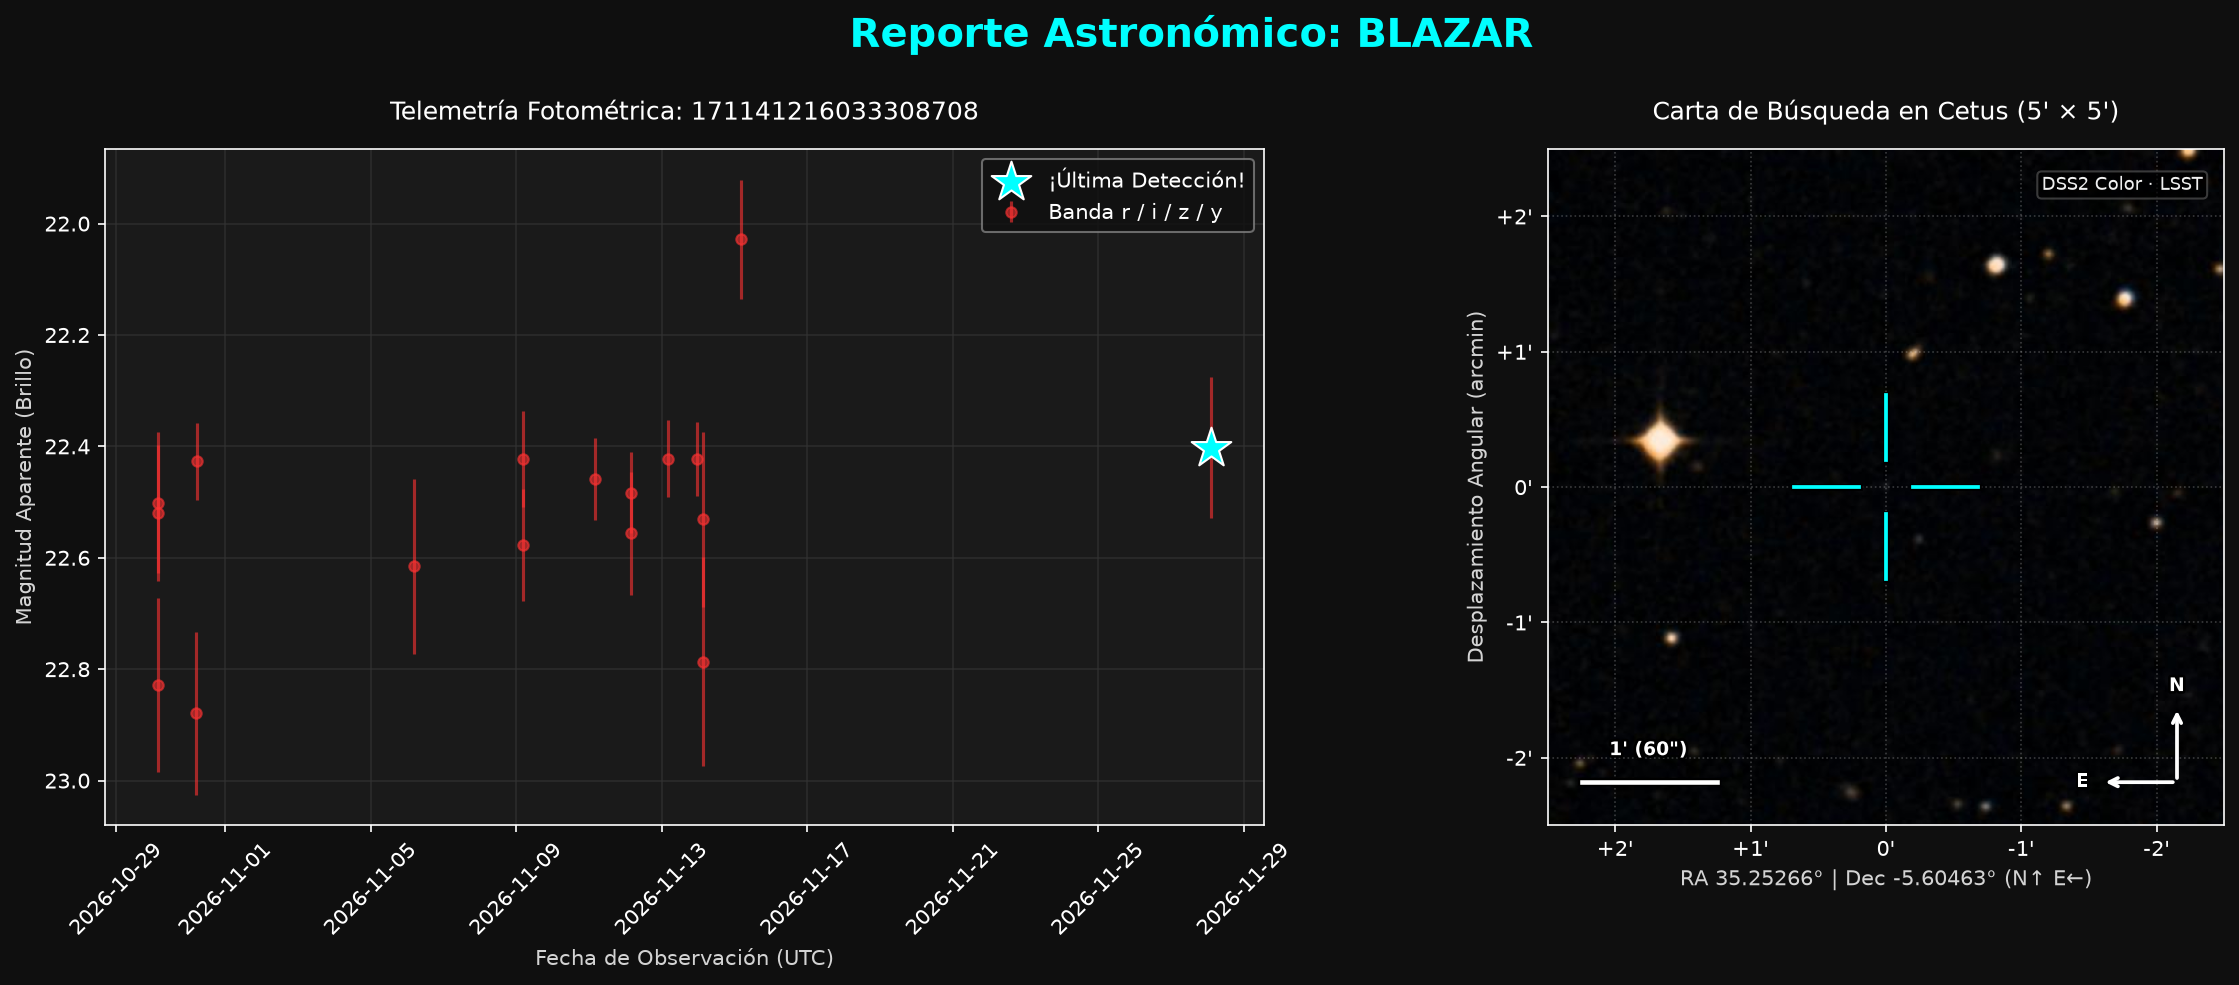 Reporte Astronómico: BLAZAR
Telemetría Fotométrica: 171141216033308708
Magnitud Aparente (Brillo)
22.0
22.2
22.4
22.6
22.8
23.0
¡Última Detección!
Banda r / i / z / y
2026-10-29
2026-11-01
2026-11-05
2026-11-09
2026-11-13
2026-11-17
2026-11-21
2026-11-25
2026-11-29
Fecha de Observación (UTC)
Carta de Búsqueda en Cetus (5' × 5')
Desplazamiento Angular (arcmin)
+2'
+1'
0'
-1'
-2'
DSS2 Color · LSST
N
E
1' (60")
+2'
+1'
0'
-1'
-2'
RA 35.25266° | Dec -5.60463° (N↑ E←)